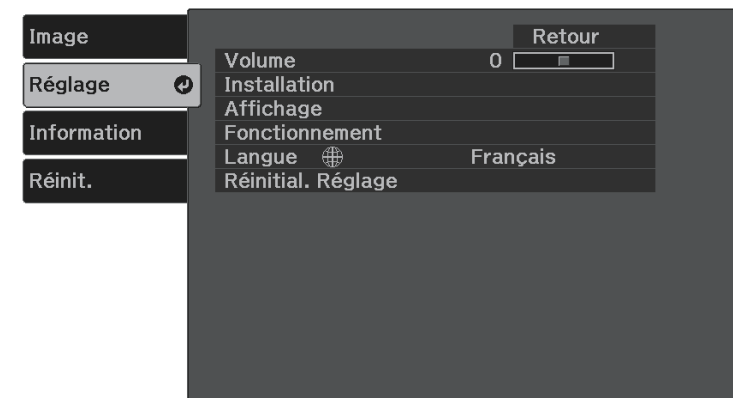 Image
Réglage
Information
Réinit.
Retour
Volume 0
Installation
Affichage
Fonctionnement
Langue Français
Réinitial. Réglage